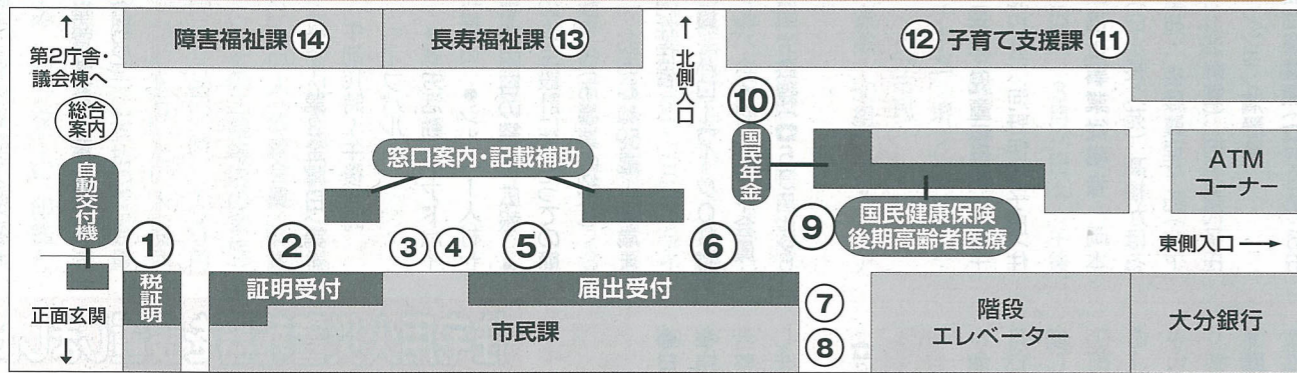 ↑
第2庁舎・
議会棟へ
総合
案内
自動交付機
正面玄関
↓
障害福祉課 ⑭
長寿福祉課 ⑬
↑
北側入口
⑫ 子育て支援課 ⑪
窓口案内・記載補助
⑩
国民年金
⑨ 国民健康保険
後期高齢者医療
ATM
コーナー
東側入口 →
①
税証明
②
証明受付
③ ④ ⑤ ⑥
届出受付
市民課
⑦
⑧
階段
エレベーター
大分銀行